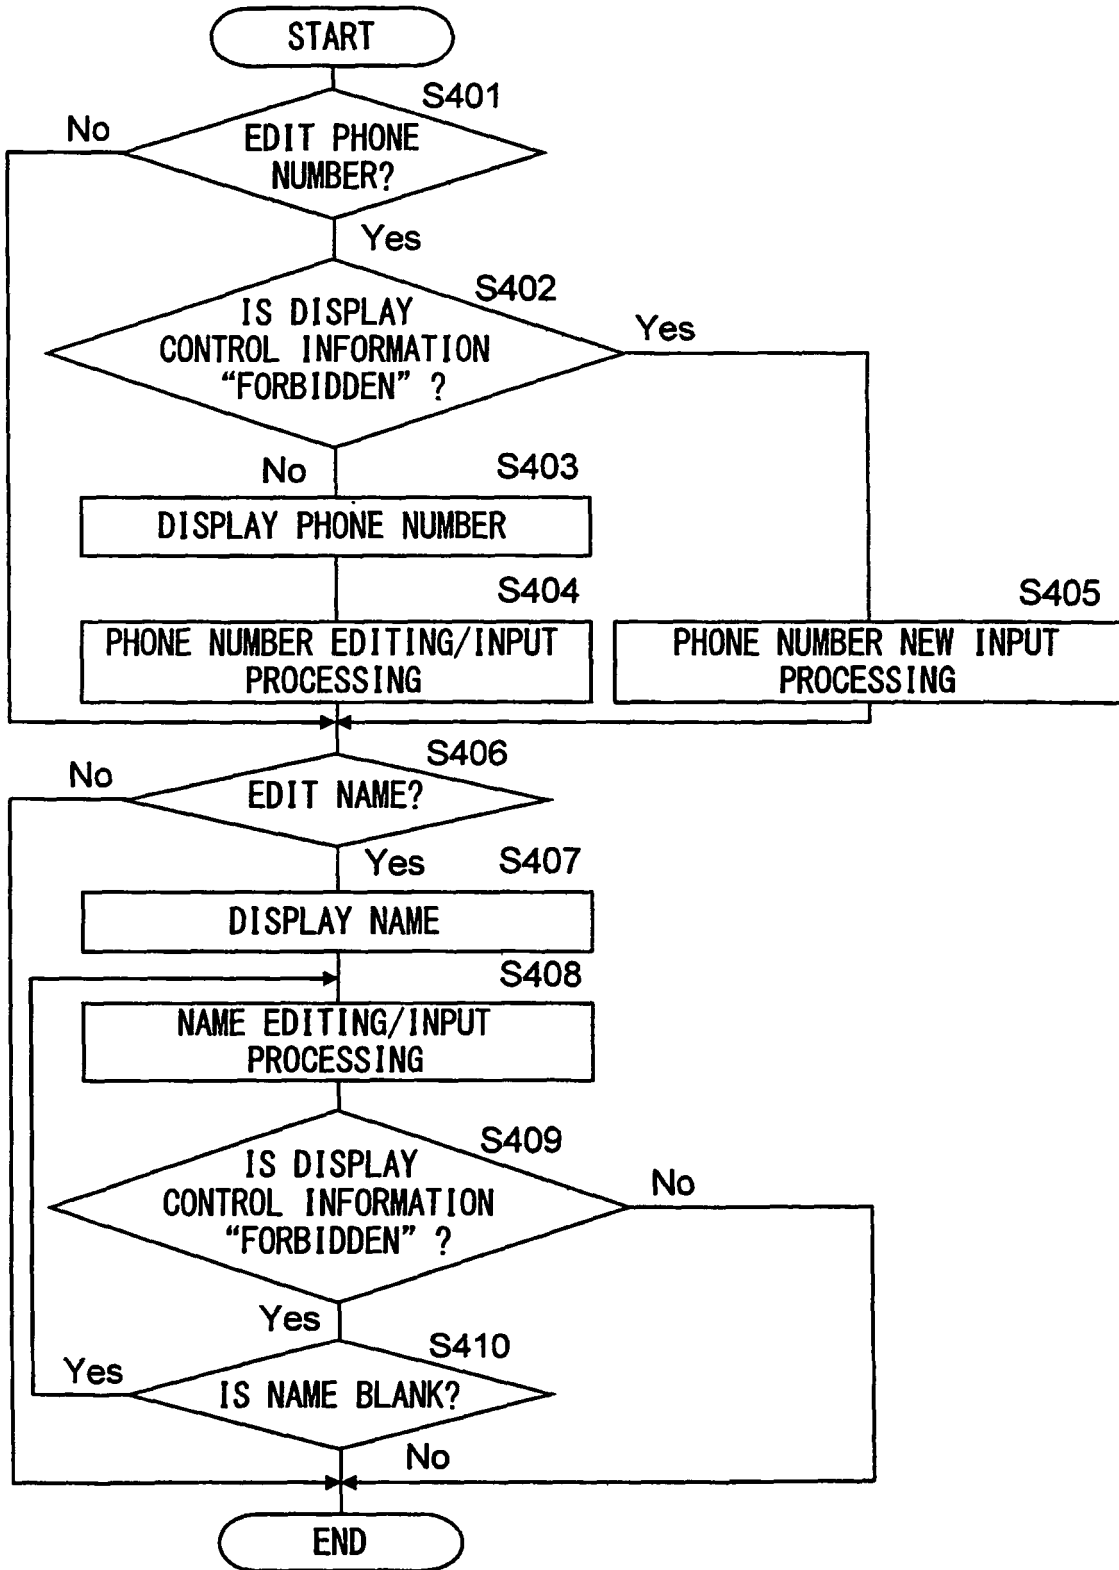 START
S401
No
EDIT PHONE
NUMBER?
Yes
S402
IS DISPLAY
CONTROL INFORMATION
“FORBIDDEN” ?
Yes
No
S403
DISPLAY PHONE NUMBER
S404
PHONE NUMBER EDITING/INPUT
PROCESSING
S405
PHONE NUMBER NEW INPUT
PROCESSING
S406
No
EDIT NAME?
Yes
S407
DISPLAY NAME
S408
NAME EDITING/INPUT
PROCESSING
S409
IS DISPLAY
CONTROL INFORMATION
“FORBIDDEN” ?
No
Yes
S410
Yes
IS NAME BLANK?
No
END